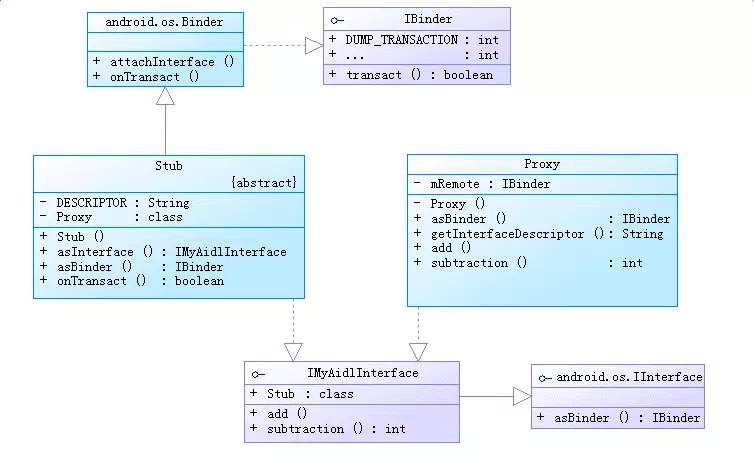 android.os.Binder
+ attachInterface ()
+ onTransact ()
IBinder
+ DUMP_TRANSACTION : int
+ ... : int
+ transact () : boolean
Stub
{abstract}
- DESCRIPTOR : String
- Proxy : class
+ Stub ()
+ asInterface () : IMyAidlInterface
+ asBinder () : IBinder
+ onTransact () : boolean
Proxy
- mRemote : IBinder
- Proxy ()
+ asBinder () : IBinder
+ getInterfaceDescriptor () : String
+ add ()
+ subtraction () : int
IMyAidlInterface
+ Stub : class
+ add ()
+ subtraction () : int
android.os.IInterface
+ asBinder () : IBinder